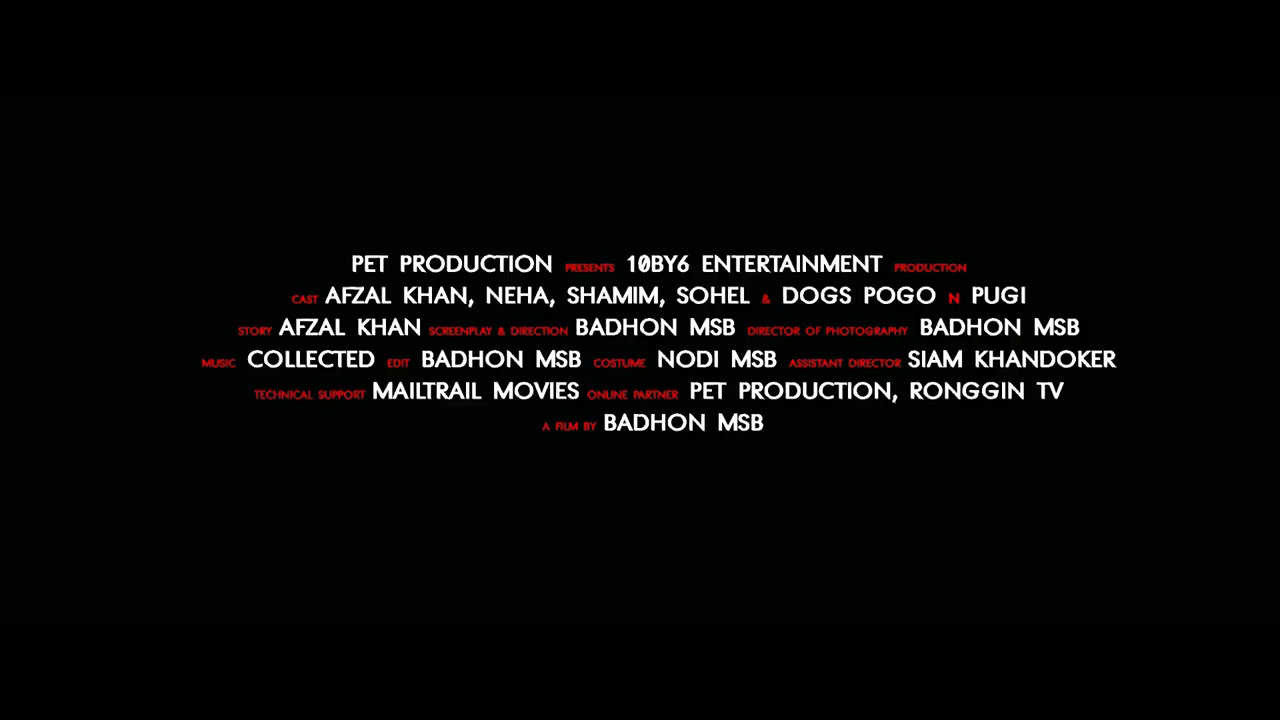 PET PRODUCTION PRESENTS 10BY6 ENTERTAINMENT PRODUCTION
CAST AFZAL KHAN, NEHA, SHAMIM, SOHEL & DOGS POGO N PUGI
STORY AFZAL KHAN SCREENPLAY & DIRECTION BADHON MSB DIRECTOR OF PHOTOGRAPHY BADHON MSB
MUSIC COLLECTED EDIT BADHON MSB COSTUME NODI MSB ASSISTANT DIRECTOR SIAM KHANDOKER
TECHNICAL SUPPORT MAILTRAIL MOVIES ONLINE PARTNER PET PRODUCTION, RONGGIN TV
A FILM BY BADHON MSB